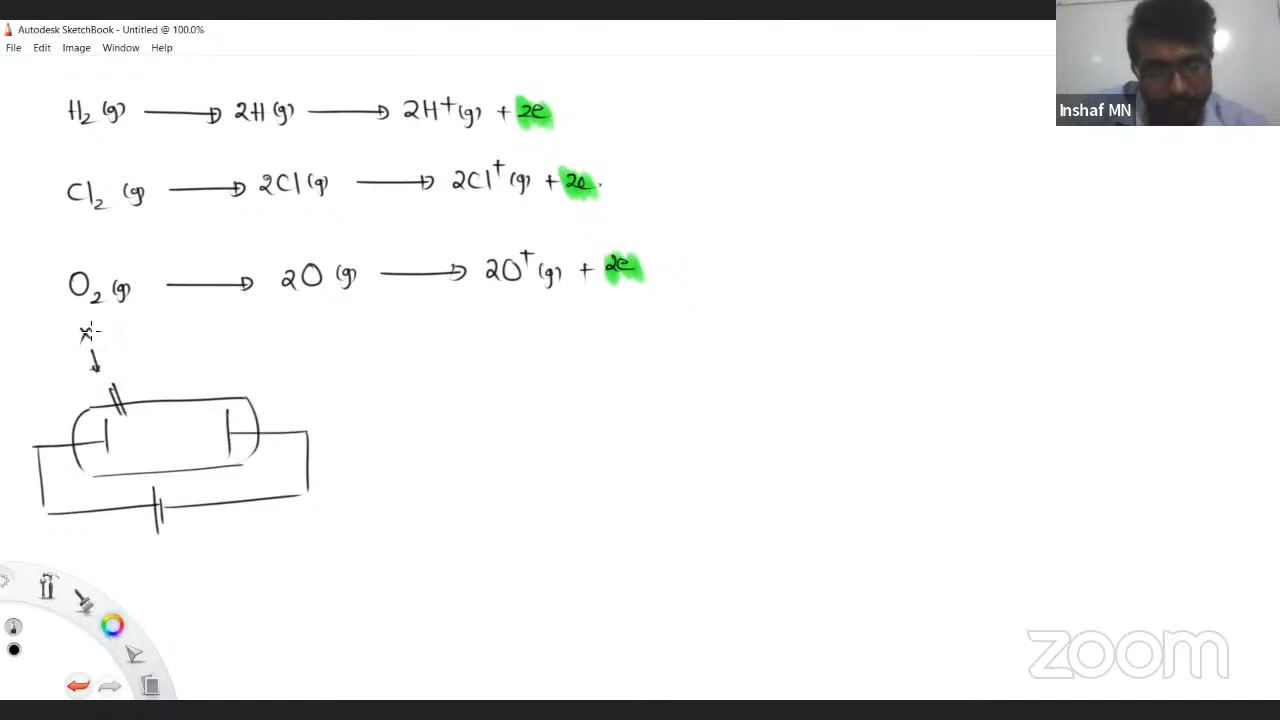 Autodesk SketchBook - Untitled @ 100.0%
File Edit Image Window Help
Inshaf MN
H₂ (g) → 2H (g) → 2H⁺ (g) + 2e
Cl₂ (g) → 2Cl (g) → 2Cl⁺ (g) + 2e
O₂ (g) → 2O (g) → 2O⁺ (g) + 2e
zoom